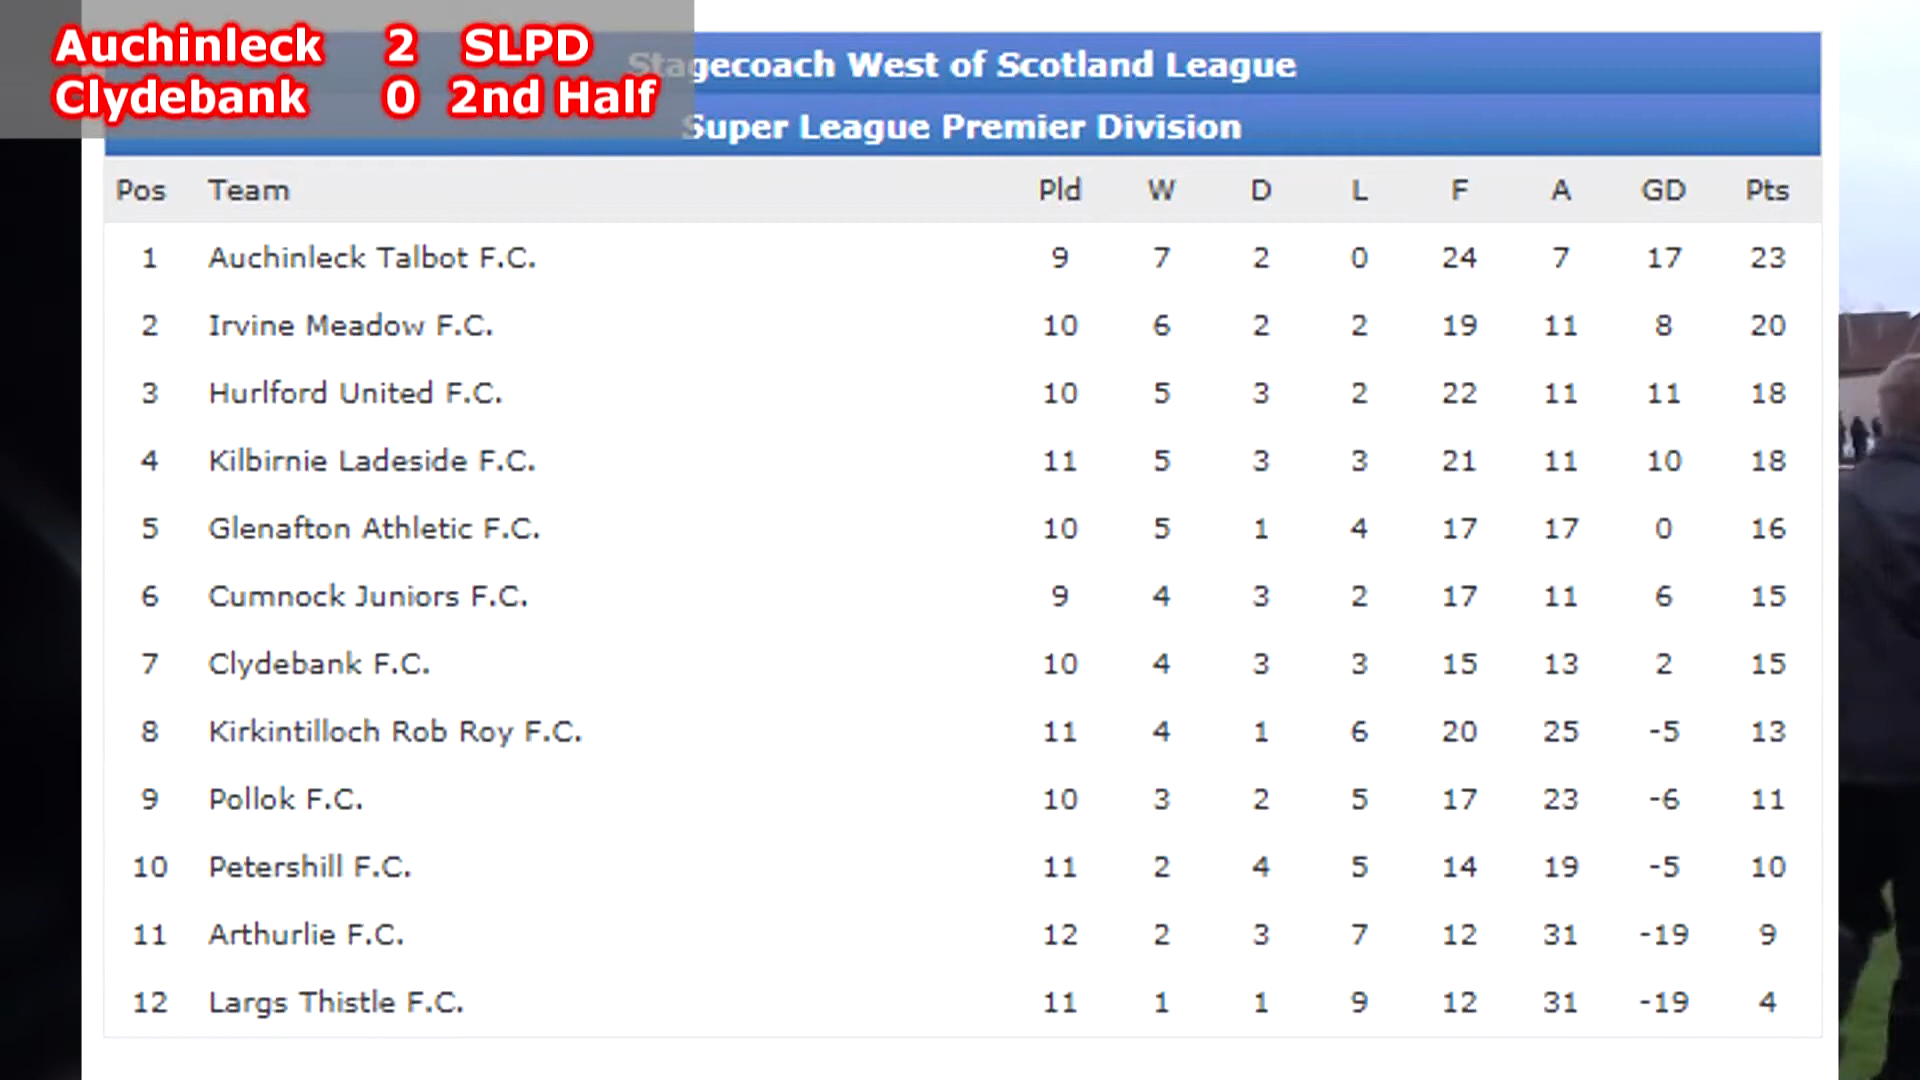 Auchinleck 2 SLPD
Clydebank 0 2nd Half
Stagecoach West of Scotland League
Super League Premier Division
Pos Team Pld W D L F A GD Pts
1 Auchinleck Talbot F.C. 9 7 2 0 24 7 17 23
2 Irvine Meadow F.C. 10 6 2 2 19 11 8 20
3 Hurlford United F.C. 10 5 3 2 22 11 11 18
4 Kilbirnie Ladeside F.C. 11 5 3 3 21 11 10 18
5 Glenafton Athletic F.C. 10 5 1 4 17 17 0 16
6 Cumnock Juniors F.C. 9 4 3 2 17 11 6 15
7 Clydebank F.C. 10 4 3 3 15 13 2 15
8 Kirkintilloch Rob Roy F.C. 11 4 1 6 20 25 -5 13
9 Pollok F.C. 10 3 2 5 17 23 -6 11
10 Petershill F.C. 11 2 4 5 14 19 -5 10
11 Arthurlie F.C. 12 2 3 7 12 31 -19 9
12 Largs Thistle F.C. 11 1 1 9 12 31 -19 4